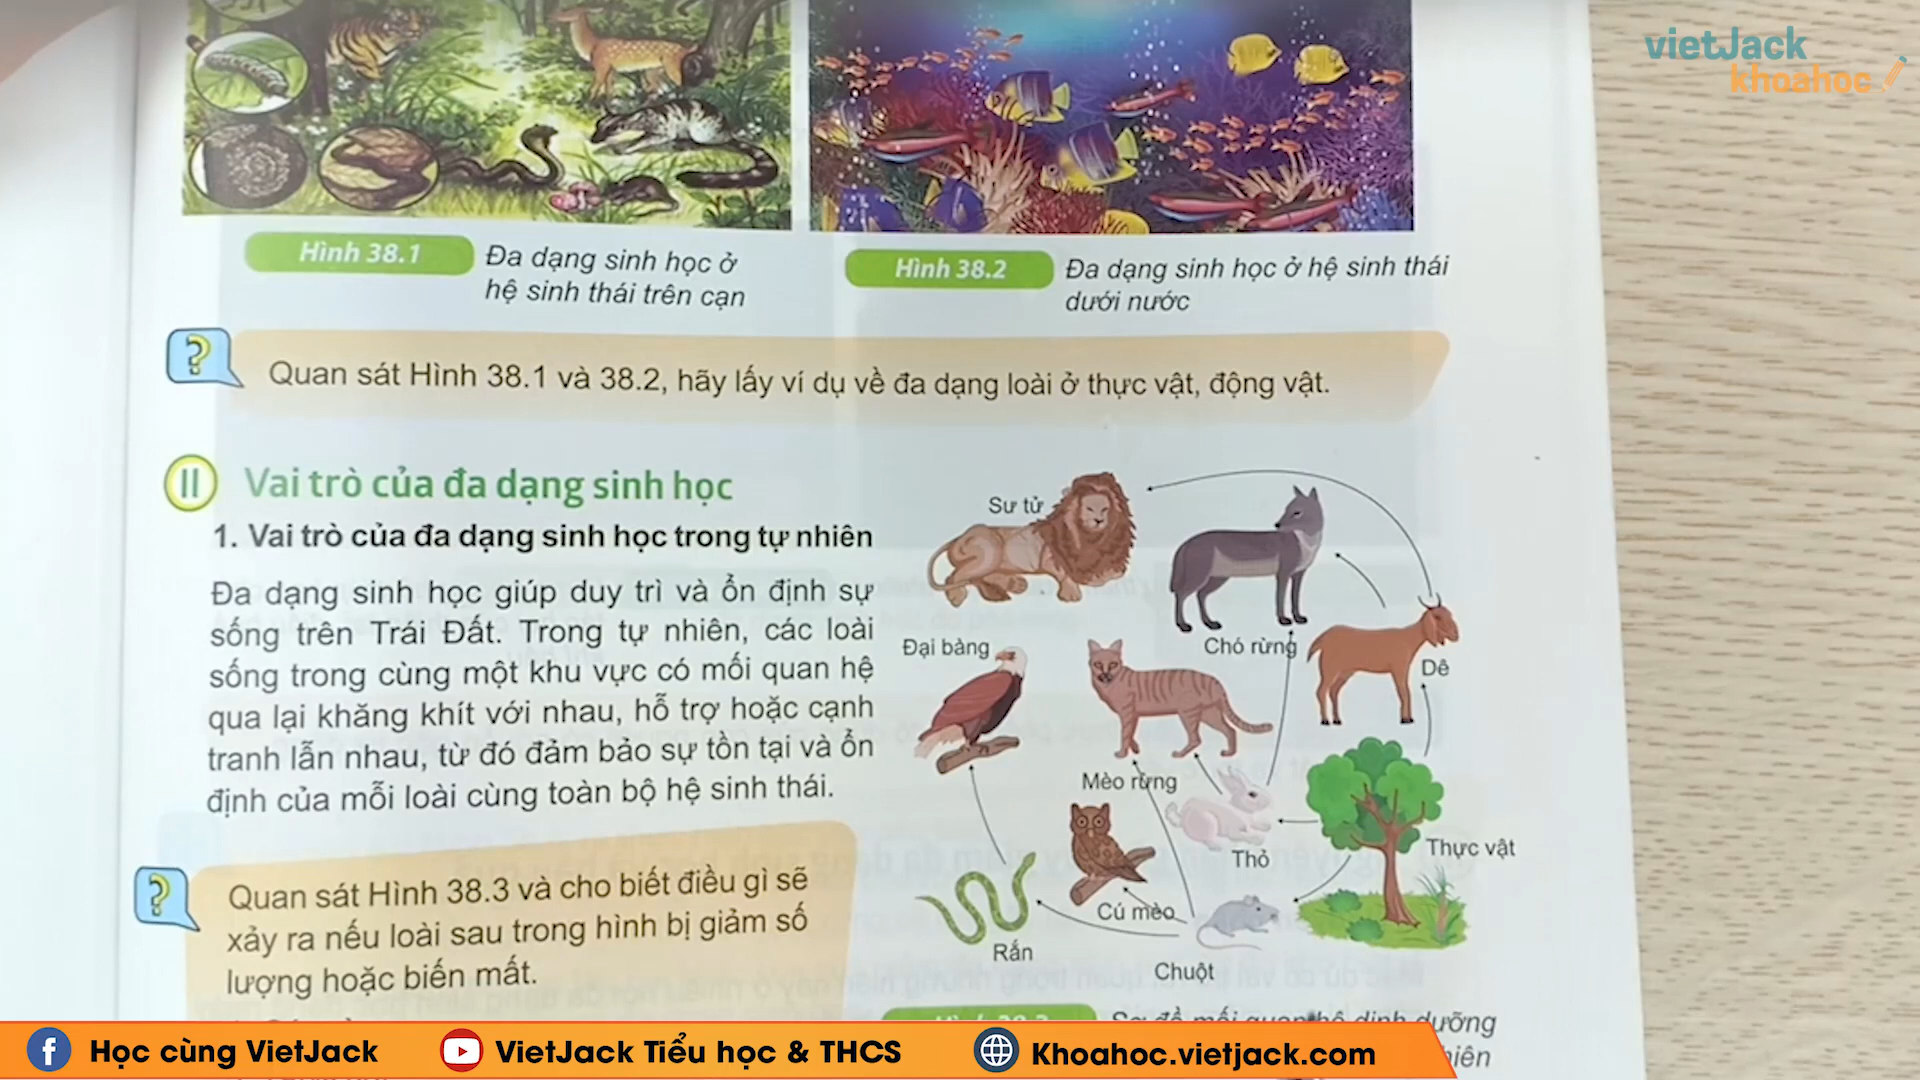 vietJack
khoahoc
Hình 38.1
Đa dạng sinh học ở
hệ sinh thái trên cạn
Hình 38.2
Đa dạng sinh học ở hệ sinh thái
dưới nước
?
Quan sát Hình 38.1 và 38.2, hãy lấy ví dụ về đa dạng loài ở thực vật, động vật.
II Vai trò của đa dạng sinh học
1. Vai trò của đa dạng sinh học trong tự nhiên
Đa dạng sinh học giúp duy trì và ổn định sự
sống trên Trái Đất. Trong tự nhiên, các loài
sống trong cùng một khu vực có mối quan hệ
qua lại khăng khít với nhau, hỗ trợ hoặc cạnh
tranh lẫn nhau, từ đó đảm bảo sự tồn tại và ổn
định của mỗi loài cùng toàn bộ hệ sinh thái.
?
Quan sát Hình 38.3 và cho biết điều gì sẽ
xảy ra nếu loài sau trong hình bị giảm số
lượng hoặc biến mất.
Sư tử
Chó rừng
Đại bàng
Dê
Mèo rừng
Thỏ
Thực vật
Cú mèo
Rắn
Chuột
Sơ đồ mối quan hệ dinh dưỡng
hiên
Học cùng VietJack
VietJack Tiểu học & THCS
Khoahoc.vietjack.com